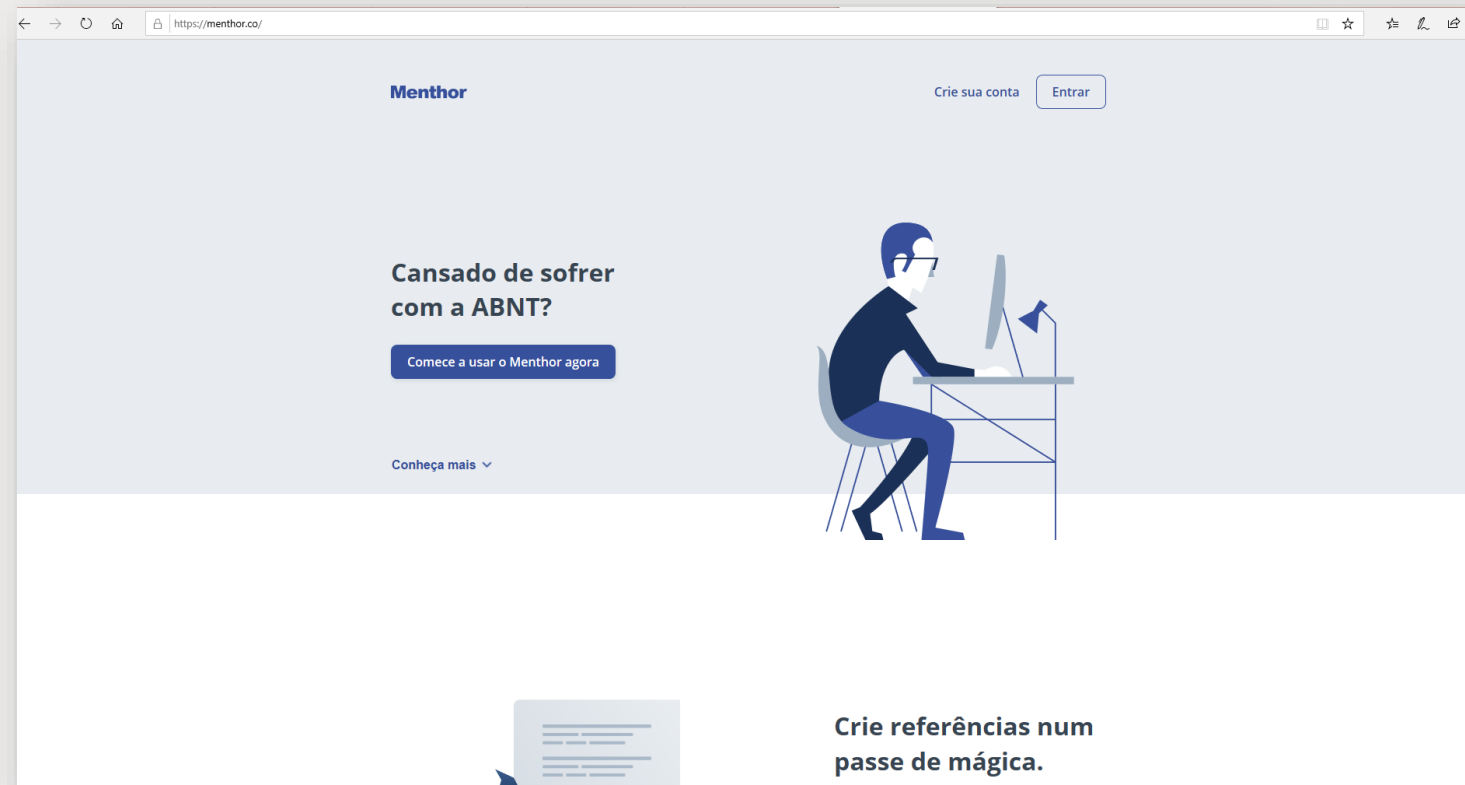 https://menthor.co/
Menthor
Crie sua conta
Entrar
Cansado de sofrer
com a ABNT?
Comece a usar o Menthor agora
Conheça mais
Crie referências num
passe de mágica.